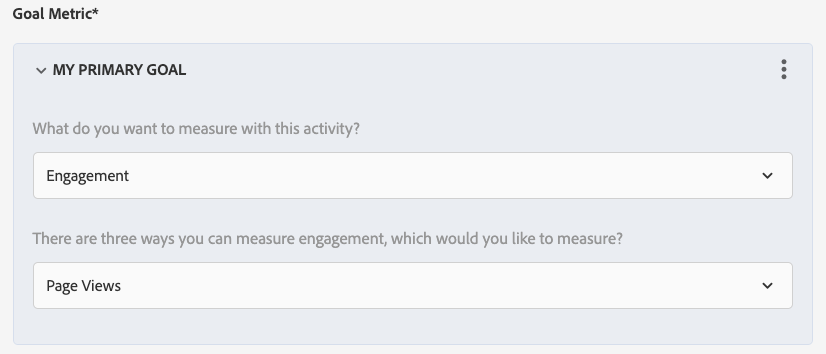 Goal Metric*
MY PRIMARY GOAL
What do you want to measure with this activity?
Engagement
There are three ways you can measure engagement, which would you like to measure?
Page Views